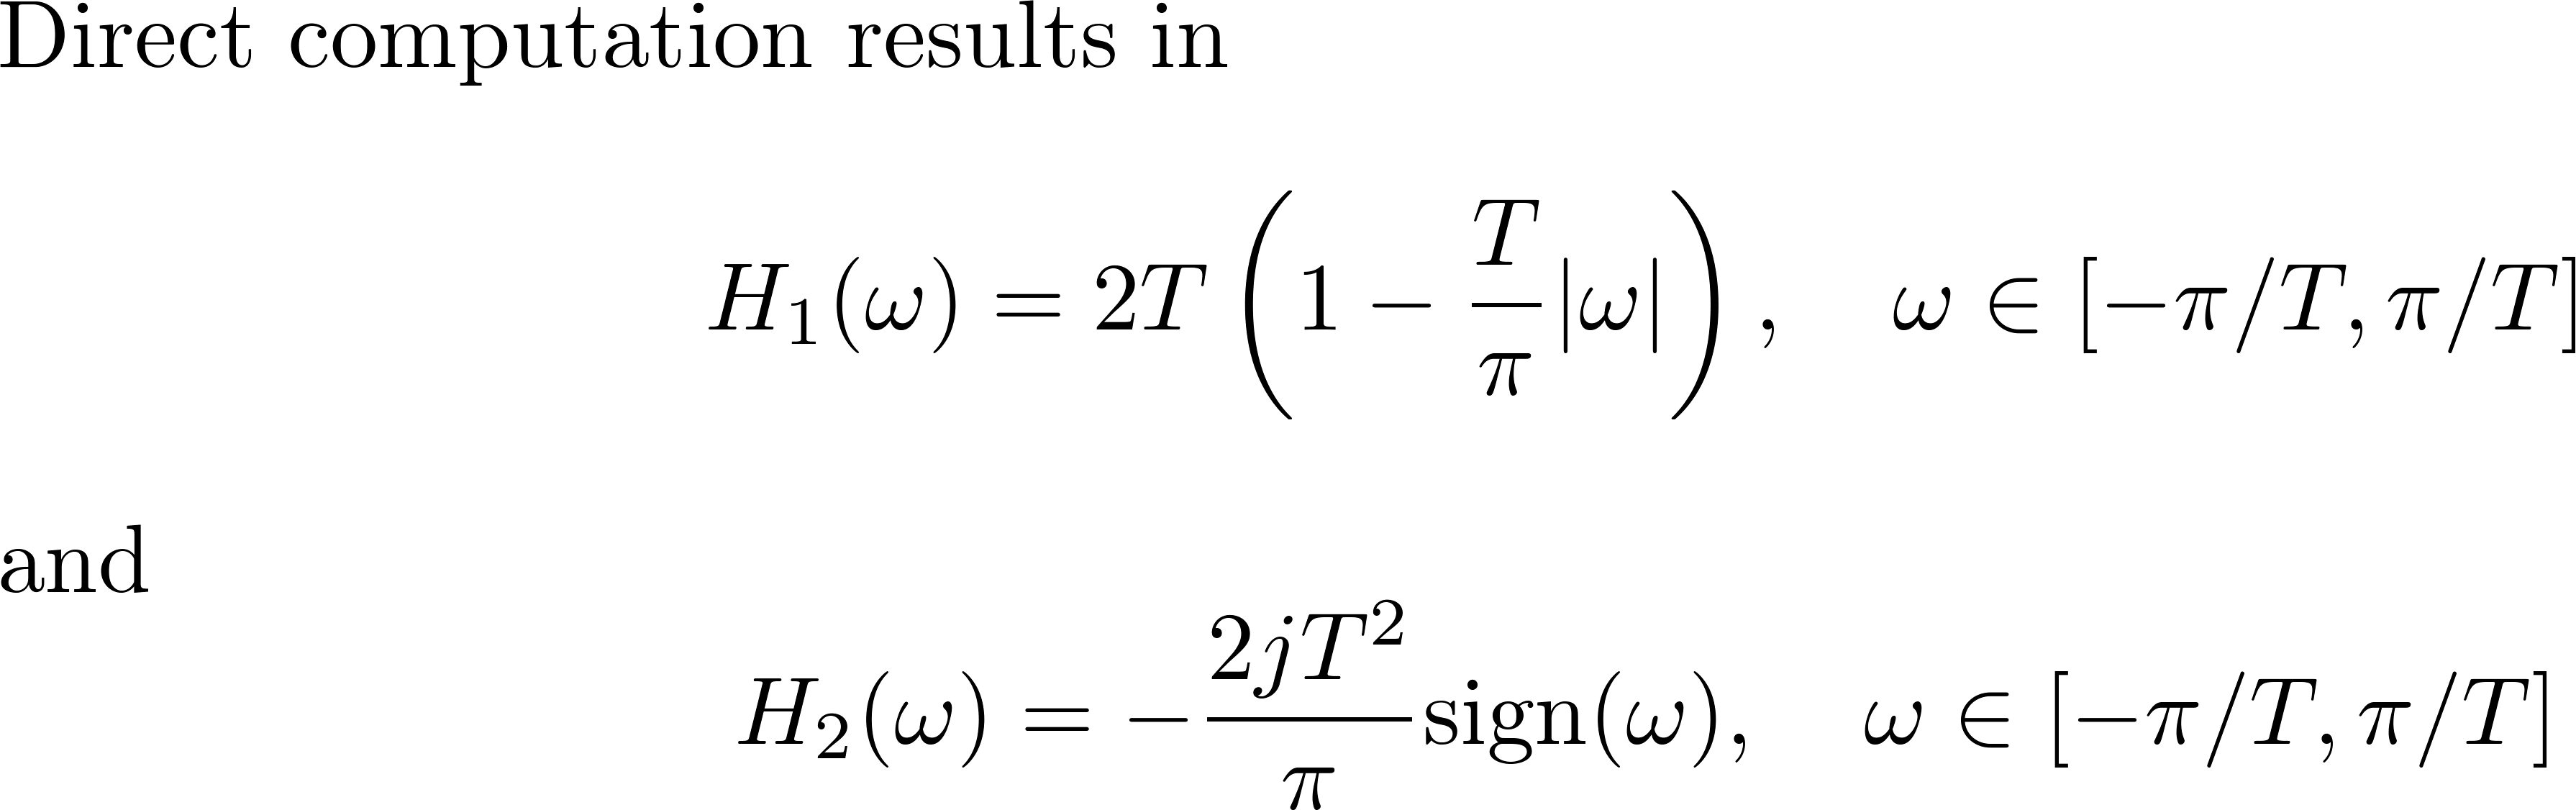 Direct computation results in
$$H_1(\omega) = 2T \left( 1 - \frac{T}{\pi} |\omega| \right), \quad \omega \in [-\pi/T, \pi/T]$$
and
$$H_2(\omega) = -\frac{2jT^2}{\pi} \text{sign}(\omega), \quad \omega \in [-\pi/T, \pi/T]$$